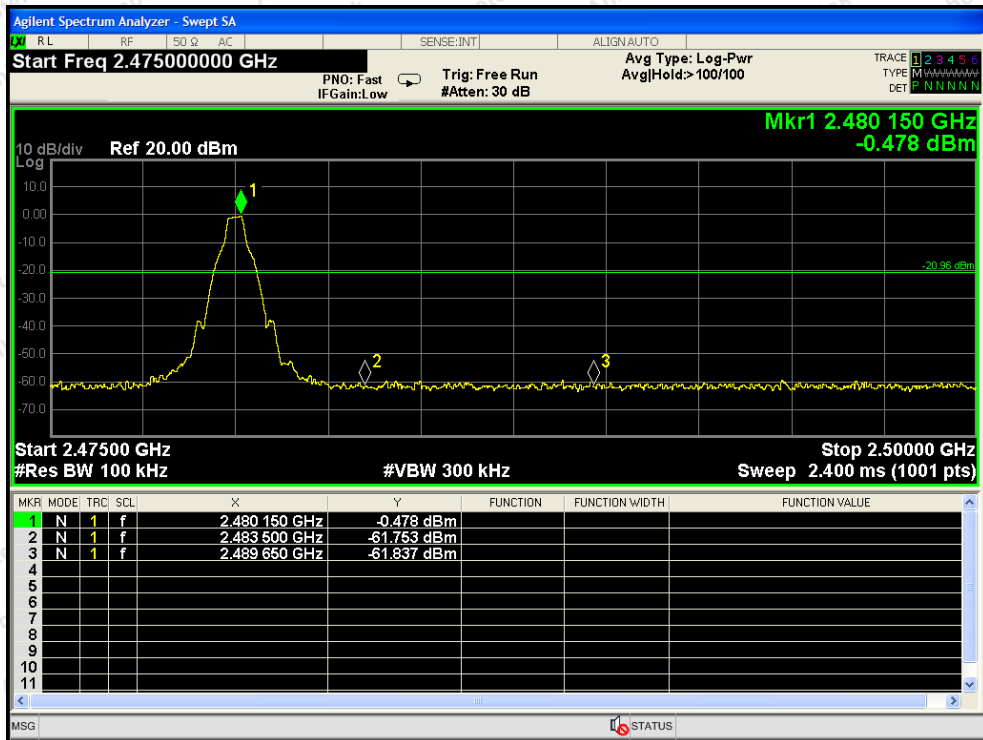 Agilent Spectrum Analyzer - Swept SA
LXI RL RF 50 Ω AC SENSE:INT ALIGNAUTO
Start Freq 2.475000000 GHz
PNO: Fast
IFGain:Low
Trig: Free Run
#Atten: 30 dB
Avg Type: Log-Pwr
Avg|Hold:>100/100
TRACE 1 2 3 4 5 6
TYPE M
DET P N N N N N
Mkr1 2.480 150 GHz
-0.478 dBm
10 dB/div Ref 20.00 dBm
Log
10.0
0.00
-10.0
-20.0
-30.0
-40.0
-50.0
-60.0
-70.0
1
-20.96 dBm
2
3
Start 2.47500 GHz Stop 2.50000 GHz
#Res BW 100 kHz #VBW 300 kHz Sweep 2.400 ms (1001 pts)
MKR MODE TRC SCL X Y FUNCTION FUNCTION WIDTH FUNCTION VALUE
1 N 1 f 2.480 150 GHz -0.478 dBm
2 N 1 f 2.483 500 GHz -61.753 dBm
3 N 1 f 2.489 650 GHz -61.837 dBm
4
5
6
7
8
9
10
11
MSG STATUS